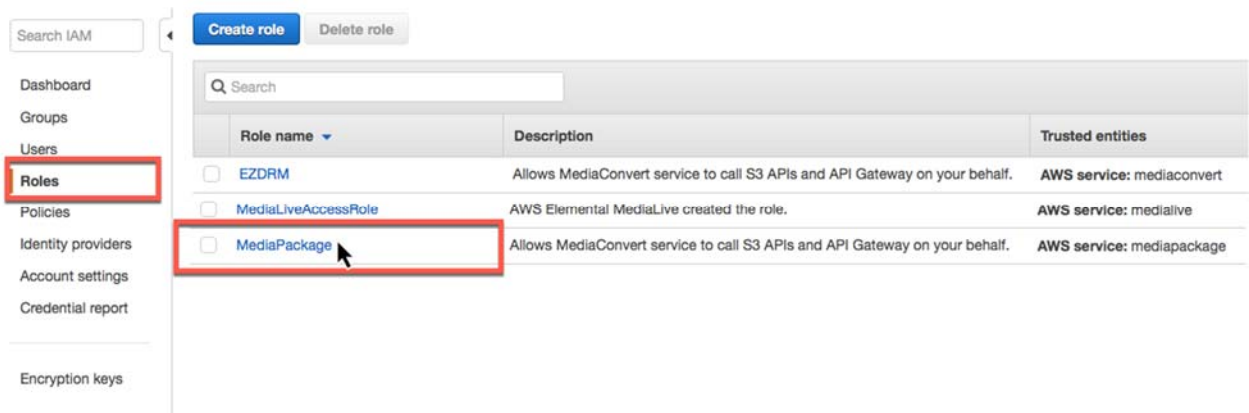 Search IAM
Create role
Delete role
Dashboard
Groups
Users
Roles
Policies
Identity providers
Account settings
Credential report
Encryption keys
Search
Role name Description Trusted entities
EZDRM Allows MediaConvert service to call S3 APIs and API Gateway on your behalf. AWS service: mediaconvert
MediaLiveAccessRole AWS Elemental MediaLive created the role. AWS service: medialive
MediaPackage Allows MediaConvert service to call S3 APIs and API Gateway on your behalf. AWS service: mediapackage